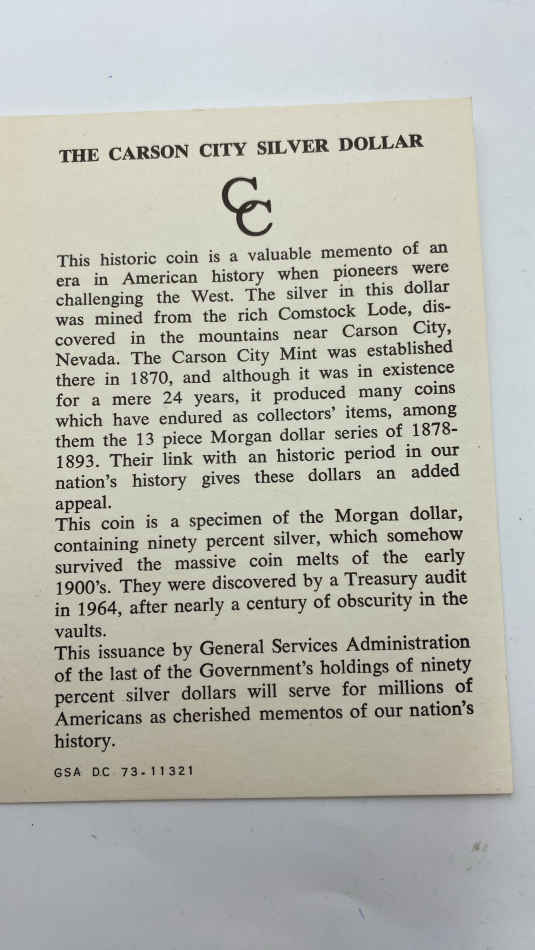 THE CARSON CITY SILVER DOLLAR
CC
This historic coin is a valuable memento of an
era in American history when pioneers were
challenging the West. The silver in this dollar
was mined from the rich Comstock Lode, dis-
covered in the mountains near Carson City,
Nevada. The Carson City Mint was established
there in 1870, and although it was in existence
for a mere 24 years, it produced many coins
which have endured as collectors' items, among
them the 13 piece Morgan dollar series of 1878-
1893. Their link with an historic period in our
nation's history gives these dollars an added
appeal.
This coin is a specimen of the Morgan dollar,
containing ninety percent silver, which somehow
survived the massive coin melts of the early
1900's. They were discovered by a Treasury audit
in 1964, after nearly a century of obscurity in the
vaults.
This issuance by General Services Administration
of the last of the Government's holdings of ninety
percent silver dollars will serve for millions of
Americans as cherished mementos of our nation's
history.
GSA DC 73-11321